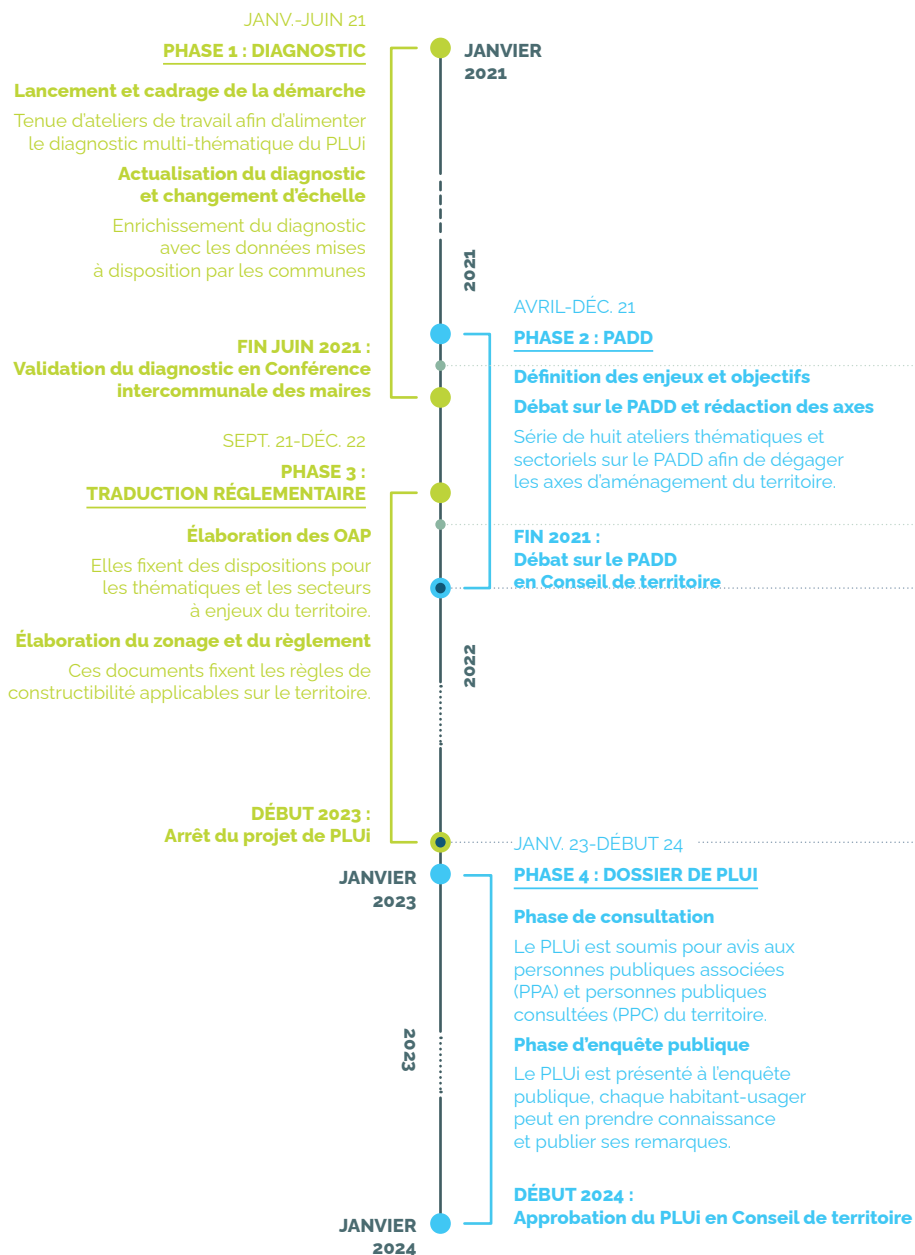 JANV.-JUIN 21
PHASE 1 : DIAGNOSTIC
Lancement et cadrage de la démarche
Tenue d'ateliers de travail afin d'alimenter
le diagnostic multi-thématique du PLUi
Actualisation du diagnostic
et changement d'échelle
Enrichissement du diagnostic
avec les données mises
à disposition par les communes
FIN JUIN 2021 :
Validation du diagnostic en Conférence
intercommunale des maires
JANVIER
2021
2021
AVRIL-DÉC. 21
PHASE 2 : PADD
Définition des enjeux et objectifs
Débat sur le PADD et rédaction des axes
Série de huit ateliers thématiques et
sectoriels sur le PADD afin de dégager
les axes d'aménagement du territoire.
FIN 2021 :
Débat sur le PADD
en Conseil de territoire
SEPT. 21-DÉC. 22
PHASE 3 :
TRADUCTION RÉGLEMENTAIRE
Élaboration des OAP
Elles fixent des dispositions pour
les thématiques et les secteurs
à enjeux du territoire.
Élaboration du zonage et du règlement
Ces documents fixent les règles de
constructibilité applicables sur le territoire.
2022
DÉBUT 2023 :
Arrêt du projet de PLUi
JANVIER
2023
JANV. 23-DÉBUT 24
PHASE 4 : DOSSIER DE PLUI
Phase de consultation
Le PLUi est soumis pour avis aux
personnes publiques associées
(PPA) et personnes publiques
consultées (PPC) du territoire.
Phase d'enquête publique
Le PLUi est présenté à l'enquête
publique, chaque habitant-usager
peut en prendre connaissance
et publier ses remarques.
2023
DÉBUT 2024 :
Approbation du PLUi en Conseil de territoire
JANVIER
2024